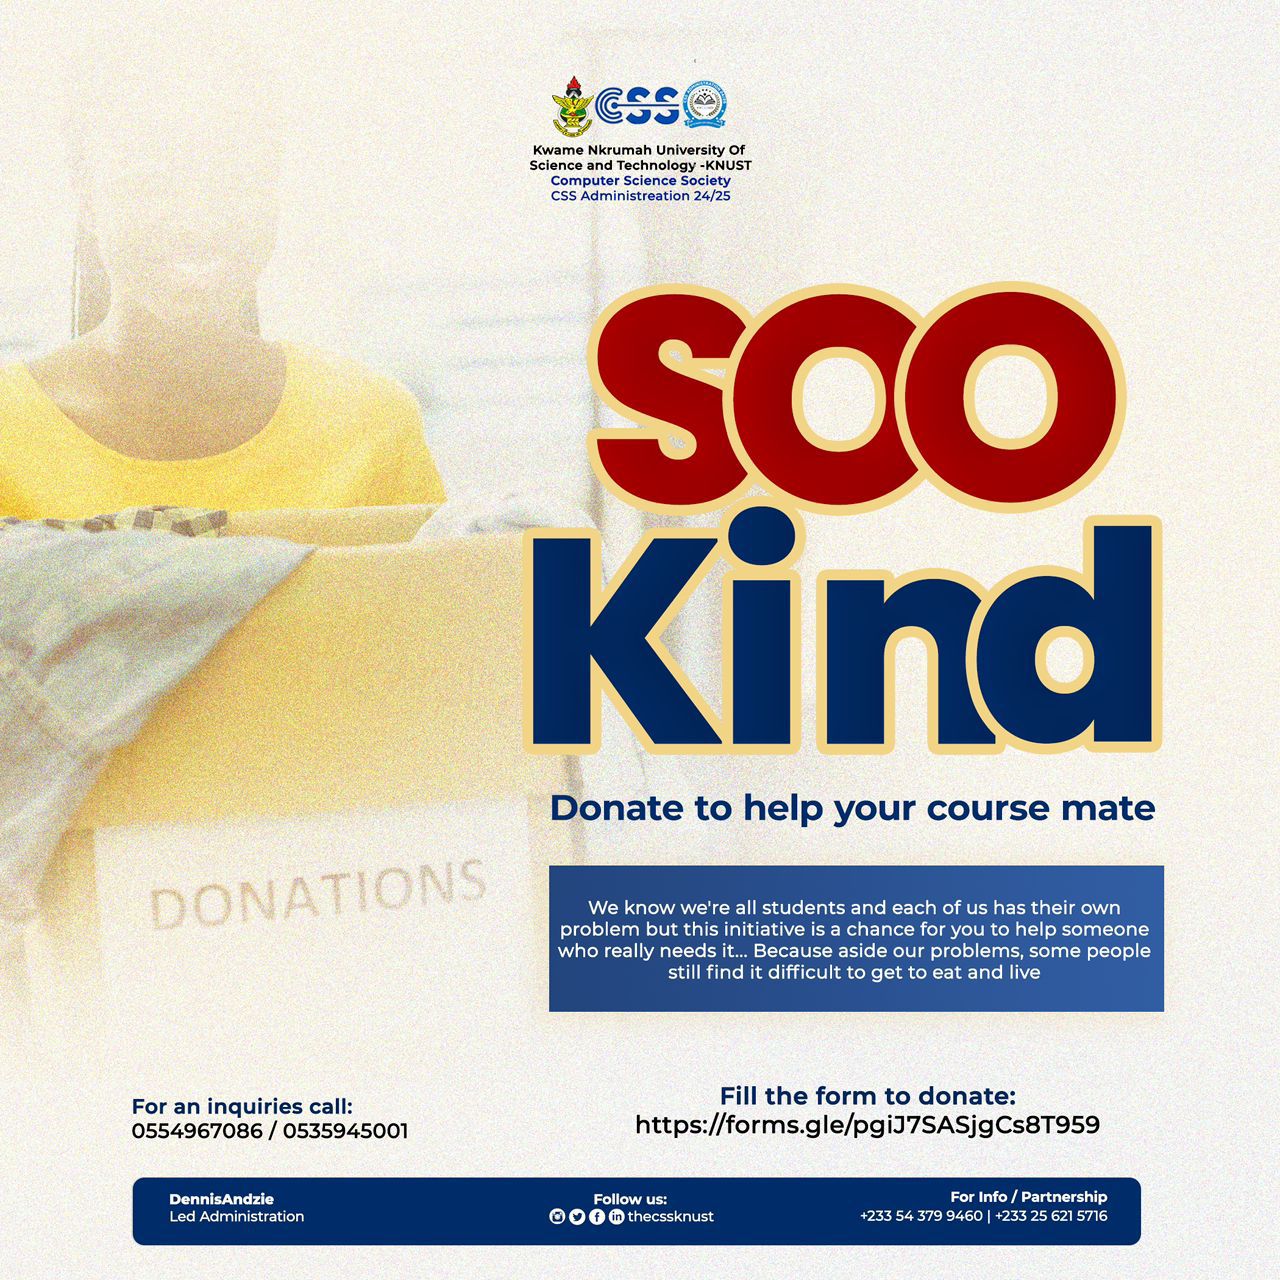 CSS
Kwame Nkrumah University Of
Science and Technology -KNUST
Computer Science Society
CSS Administreation 24/25
soo
Kind
Donate to help your course mate
We know we're all students and each of us has their own
problem but this initiative is a chance for you to help someone
who really needs it... Because aside our problems, some people
still find it difficult to get to eat and live
DONATIONS
For an inquiries call:
0554967086 / 0535945001
Fill the form to donate:
https://forms.gle/pgiJ7SASjgCs8T959
DennisAndzie
Led Administration
Follow us:
thecssknust
For Info / Partnership
+233 54 379 9460 | +233 25 621 5716